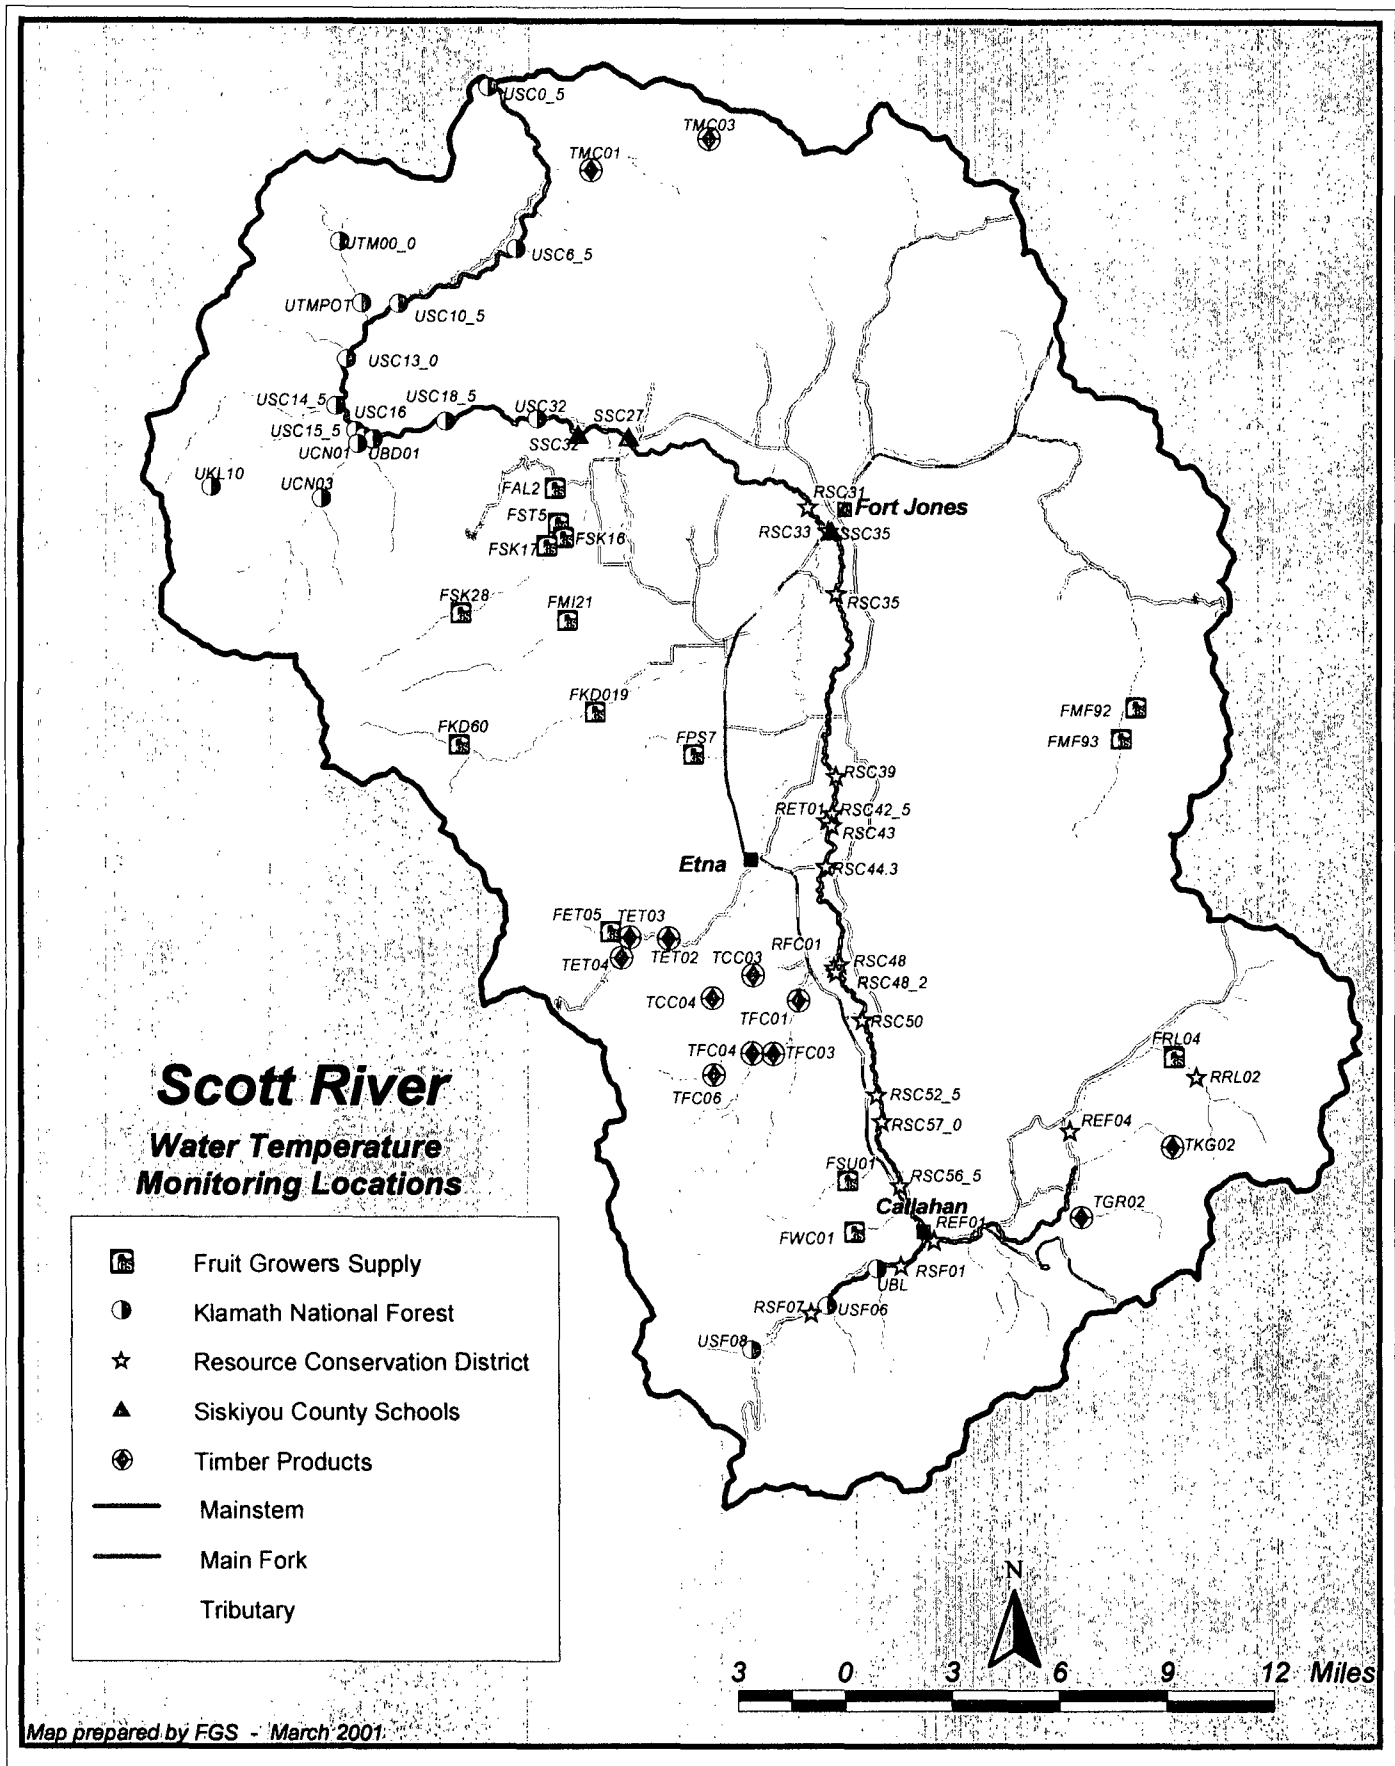 USC0_5
TMC03
TMC01
UTM00_0
USC6_5
UTMPOT
USC10_5
USC13_0
USC14_5
USC18_5
USC32
USC16
SSC27
USC15_5
SSC32
UCN01
UBD01
UKL10
UCN03
FAL2
RSC31
Fort Jones
FST5
RSC33
SSC35
FSK16
FSK17
FSK28
FMI21
RSC35
FKD019
FMF92
FKD60
FPS7
FMF93
RSC39
RET01
RSC42_5
RSC43
Etna
RSC44.3
FET05
TET03
RFC01
TET02
TCC03
RSC48
TET04
RSC48_2
TCC04
TFC01
RSC50
FRL04
TFC04
TFC03
RRL02
TFC06
RSC52_5
REF04
RSC57_0
TKG02
FSU01
RSC56_5
Callahan
TGR02
REF01
FWC01
RSF01
UBL
RSF07
USF06
USF08
Scott River
Water Temperature
Monitoring Locations
Fruit Growers Supply
Klamath National Forest
Resource Conservation District
Siskiyou County Schools
Timber Products
Mainstem
Main Fork
Tributary
N
3 0 3 6 9 12 Miles
Map prepared by FGS - March 2001